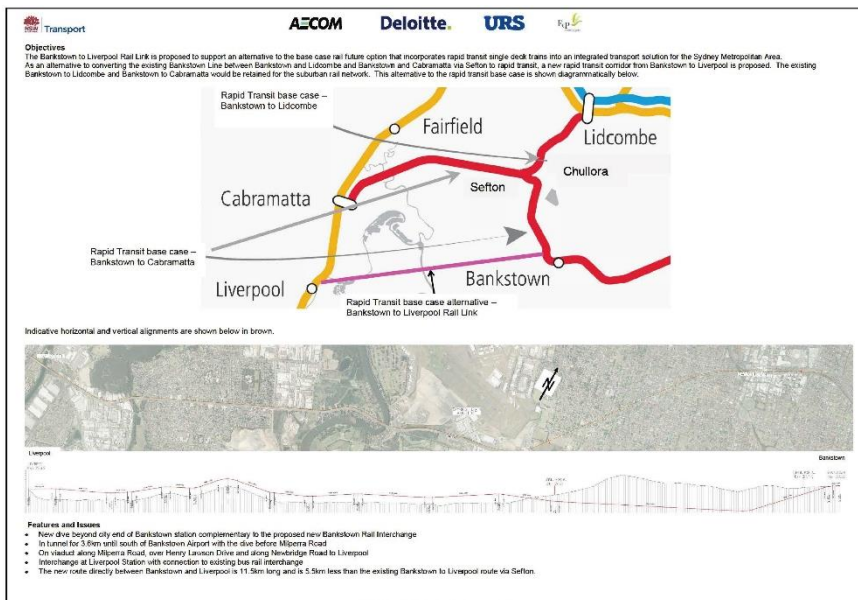 NSW
Transport
AECOM
Deloitte.
URS
Objectives
The Bankstown to Liverpool Rail Link is proposed to support an alternative to the base case rail future option that incorporates rapid transit single deck trains into an integrated transport solution for the Sydney Metropolitan Area.
As an alternative to converting the existing Bankstown Line between Bankstown and Lidcombe and Bankstown and Cabramatta via Sefton to rapid transit, a new rapid transit corridor from Bankstown to Liverpool is proposed. The existing
Bankstown to Lidcombe and Bankstown to Cabramatta would be retained for the suburban rail network. This alternative to the rapid transit base case is shown diagrammatically below.
Rapid Transit base case –
Bankstown to Lidcombe
Fairfield
Lidcombe
Chullora
Sefton
Cabramatta
Rapid Transit base case –
Bankstown to Cabramatta
Bankstown
Liverpool
Rapid Transit base case alternative –
Bankstown to Liverpool Rail Link
Indicative horizontal and vertical alignments are shown below in brown.
N
Liverpool
Bankstown
Features and Issues
• New dive beyond city end of Bankstown station complementary to the proposed new Bankstown Rail Interchange
• In tunnel for 3.6km until south of Bankstown Airport with the dive before Milperra Road
• On viaduct along Milperra Road, over Henry Lawson Drive and along Newbridge Road to Liverpool
• Interchange at Liverpool Station with connection to existing bus rail interchange
• The new route directly between Bankstown and Liverpool is 11.5km long and is 5.5km less than the existing Bankstown to Liverpool route via Sefton.